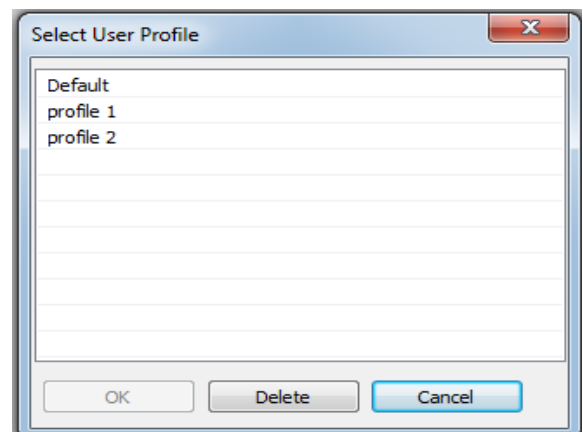 Select User Profile
Default
profile 1
profile 2
OK Delete Cancel